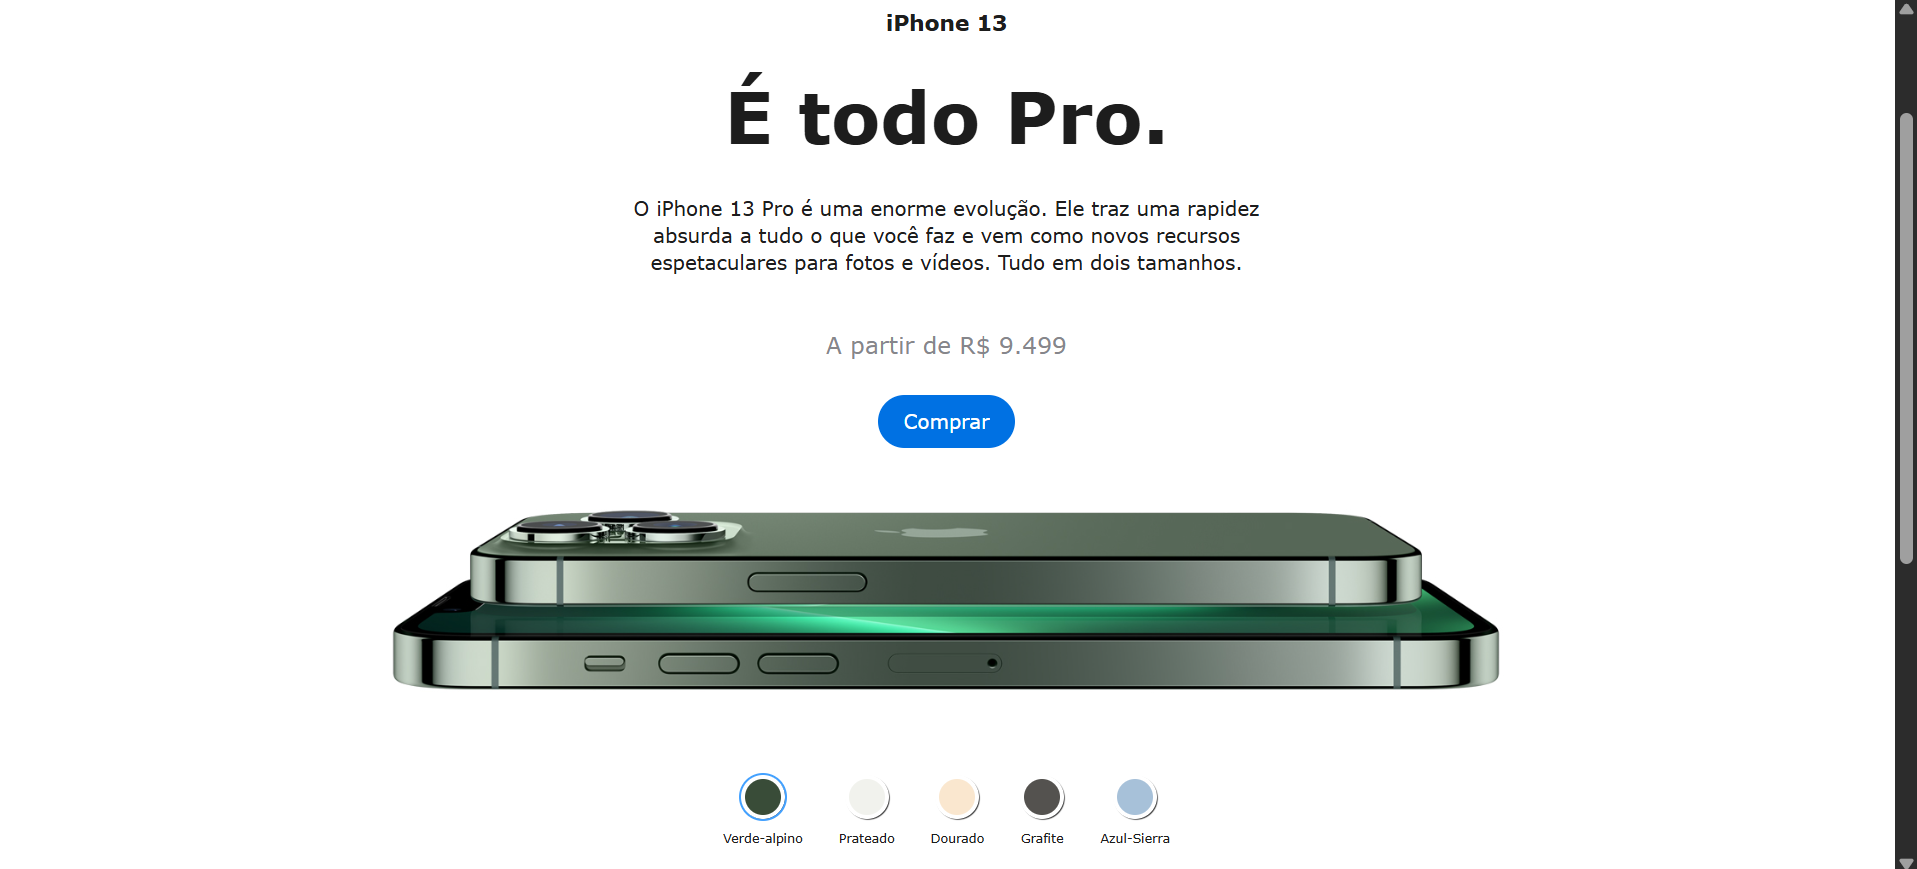 iPhone 13
É todo Pro.
O iPhone 13 Pro é uma enorme evolução. Ele traz uma rapidez
absurda a tudo o que você faz e vem como novos recursos
espetaculares para fotos e vídeos. Tudo em dois tamanhos.
A partir de R$ 9.499
Comprar
Verde-alpino
Prateado
Dourado
Grafite
Azul-Sierra